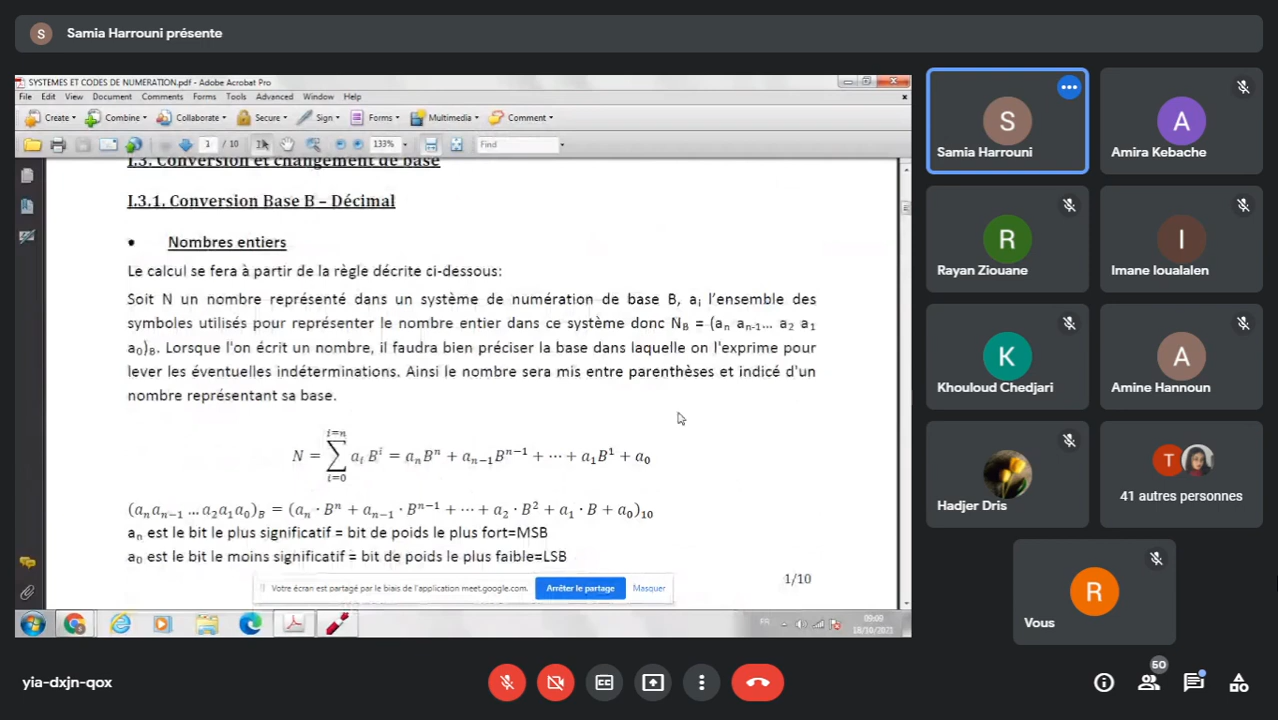 S Samia Harrouni présente
SYSTEMES ET CODES DE NUMERATION.pdf - Adobe Acrobat Pro
File Edit View Document Comments Forms Tools Advanced Window Help
Create Combine Collaborate Secure Sign Forms Multimedia Comment
1 / 10 133% Find
I.3. Conversion et changement de base
I.3.1. Conversion Base B – Décimal
• Nombres entiers
Le calcul se fera à partir de la règle décrite ci-dessous:
Soit N un nombre représenté dans un système de numération de base B, aᵢ l'ensemble des
symboles utilisés pour représenter le nombre entier dans ce système donc N_B = (aₙ aₙ₋₁... a₂ a₁
a₀)_B. Lorsque l'on écrit un nombre, il faudra bien préciser la base dans laquelle on l'exprime pour
lever les éventuelles indéterminations. Ainsi le nombre sera mis entre parenthèses et indicé d'un
nombre représentant sa base.
N = ∑_{i=0}^{i=n} aᵢ Bⁱ = aₙBⁿ + aₙ₋₁Bⁿ⁻¹ + ⋯ + a₁B¹ + a₀
(aₙaₙ₋₁ … a₂a₁a₀)_B = (aₙ · Bⁿ + aₙ₋₁ · Bⁿ⁻¹ + ⋯ + a₂ · B² + a₁ · B + a₀)₁₀
aₙ est le bit le plus significatif = bit de poids le plus fort=MSB
a₀ est le bit le moins significatif = bit de poids le plus faible=LSB
1/10
Votre écran est partagé par le biais de l'application meet.google.com. Arrêter le partage Masquer
FR 09:09
18/10/2021
S
Samia Harrouni
A
Amira Kebache
R
Rayan Ziouane
I
Imane Ioualalen
K
Khouloud Chedjari
A
Amine Hannoun
Hadjer Dris
T
41 autres personnes
R
Vous
yia-dxjn-qox
CC
50